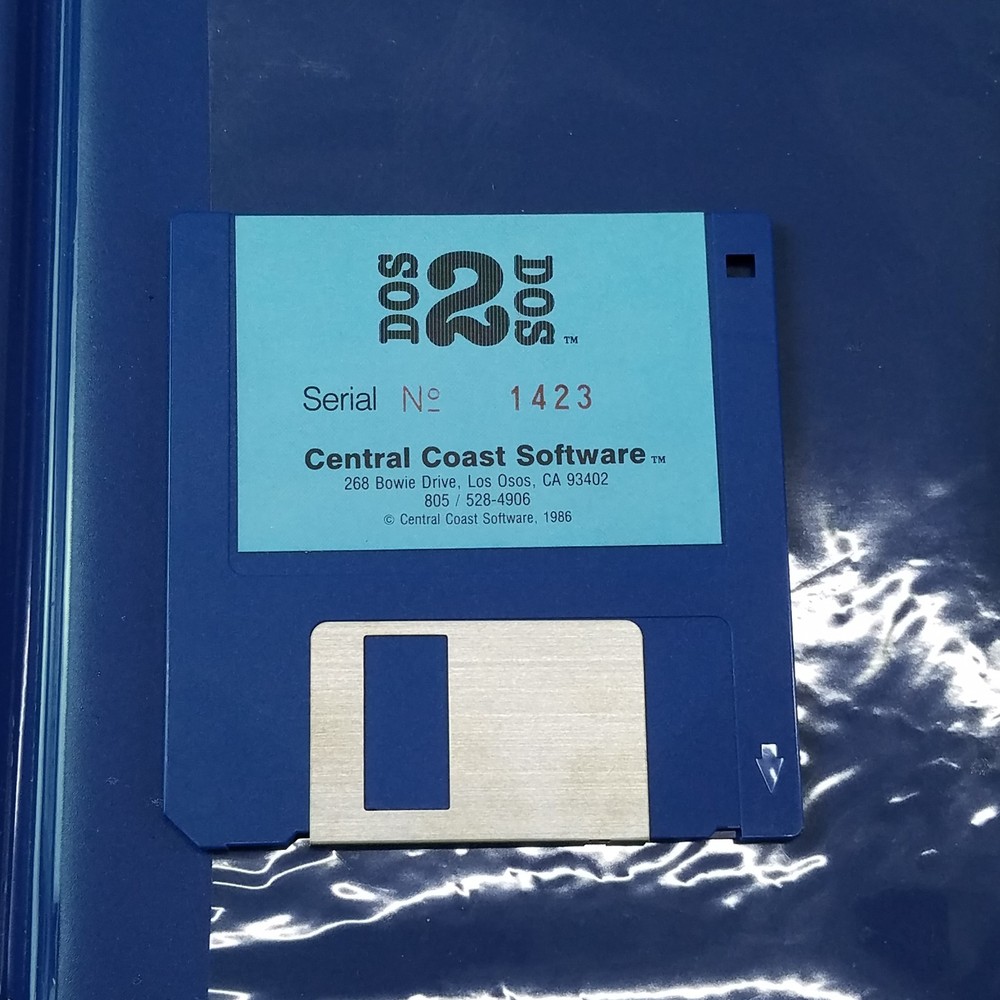 DOS 2 DOS ™
Serial Nº 1423
Central Coast Software ™
268 Bowie Drive, Los Osos, CA 93402
805 / 528-4906
© Central Coast Software, 1986